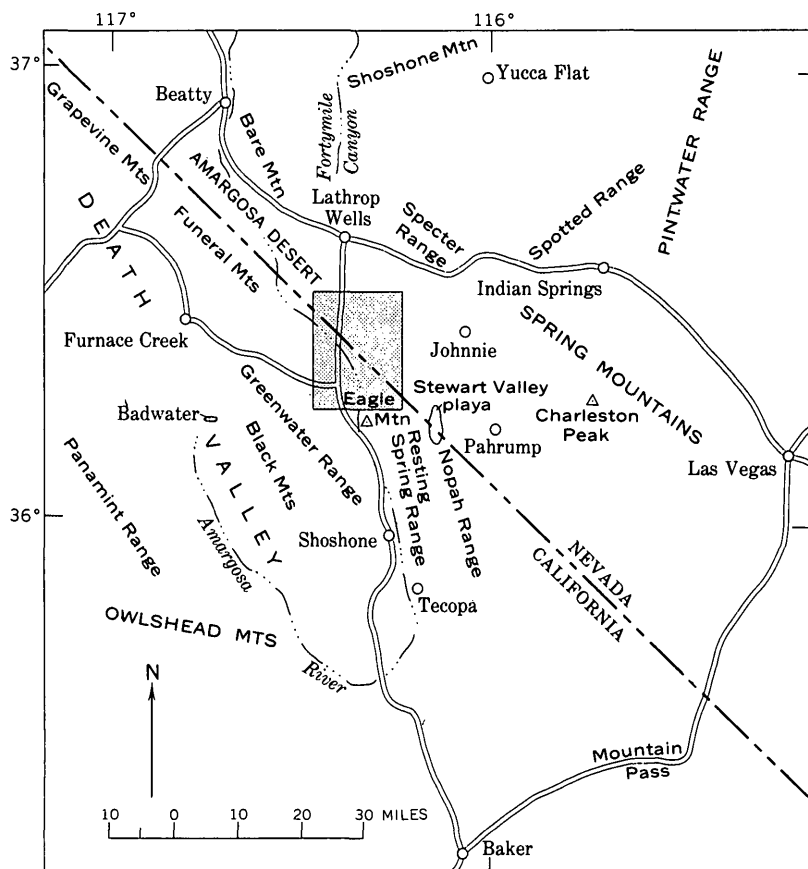 117°
116°
37°
Shoshone Mtn
Yucca Flat
Beatty
Grapevine Mts
Bare Mtn
Fortymile
Canyon
PINTWATER RANGE
AMARGOSA DESERT
Lathrop
Wells
Specter
Range
Spotted Range
DEATH
Funeral Mts
Indian Springs
Furnace Creek
Johnnie
SPRING MOUNTAINS
Greenwater Range
Eagle
Mtn
Stewart Valley
playa
Charleston
Peak
Badwater
VALLEY
Black Mts
Resting
Spring Range
Nopah Range
Pahrump
Las Vegas
Panamint Range
36°
Amargosa
Shoshone
NEVADA
CALIFORNIA
Tecopa
OWLSHEAD MTS
River
N
Mountain
Pass
10 0 10 20 30 MILES
Baker